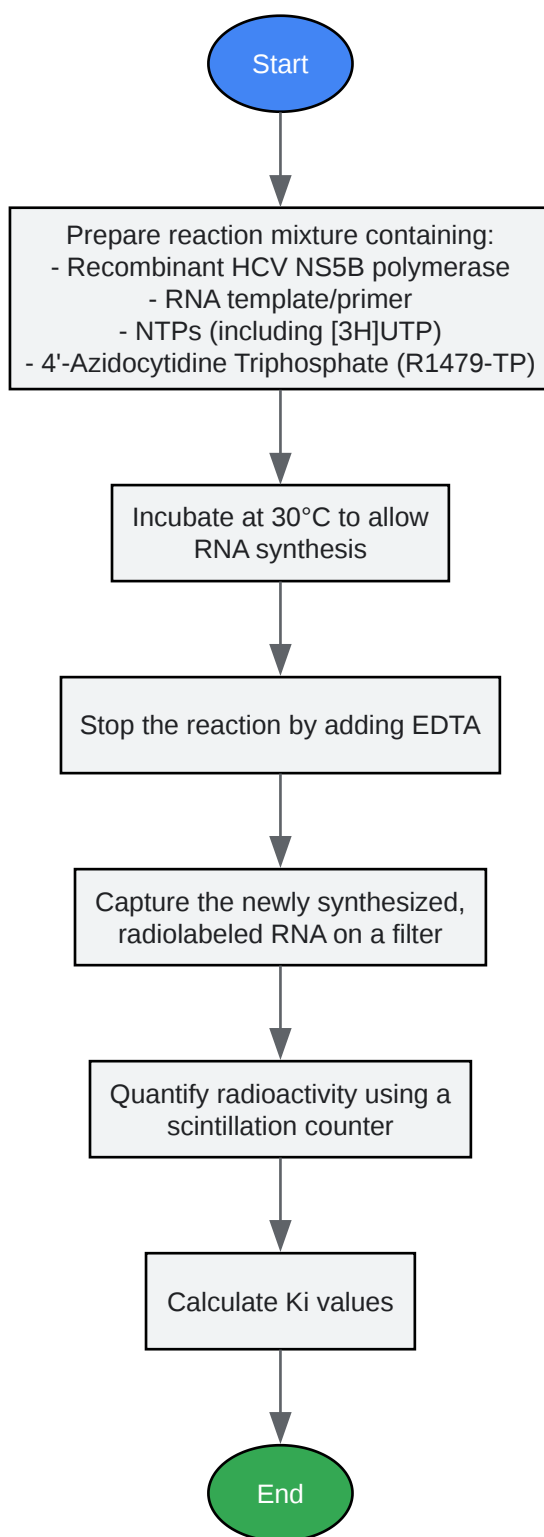 Start
Prepare reaction mixture containing:
- Recombinant HCV NS5B polymerase
- RNA template/primer
- NTPs (including [3H]UTP)
- 4'-Azidocytidine Triphosphate (R1479-TP)
Incubate at 30°C to allow
RNA synthesis
Stop the reaction by adding EDTA
Capture the newly synthesized,
radiolabeled RNA on a filter
Quantify radioactivity using a
scintillation counter
Calculate Ki values
End